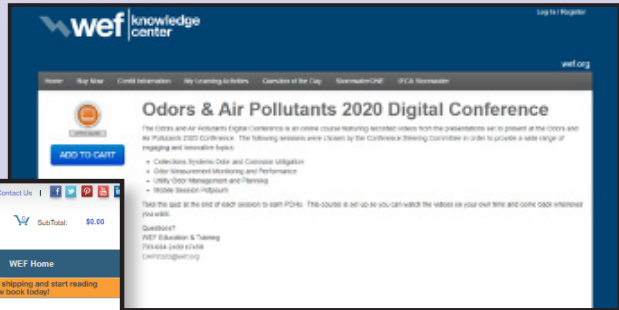 Log In / Register
wef knowledge center
wef.org
Home Buy Now Credit Information My Learning Activities Question of the Day StormwaterONE IECA Stormwater
Odors & Air Pollutants 2020 Digital Conference
The Odors and Air Pollutants Digital Conference is an online course featuring recorded videos from the presentations set to present at the Odors and
Air Pollutants 2020 Conference. The following sessions were chosen by the Conference Steering Committee in order to provide a wide range of
engaging and innovative topics:
ADD TO CART
• Collections Systems Odor and Corrosion Mitigation
• Odor Measurement Monitoring and Performance
• Utility Odor Management and Planning
• Mobile Session Potpourri
Take the quiz at the end of each session to earn PDHs. This course is set up so you can watch the videos on your own time and come back whenever
you want.
Questions?
WEF Education & Training
Contact Us |
SubTotal: $0.00
WEF Home
shipping and start reading
w book today!